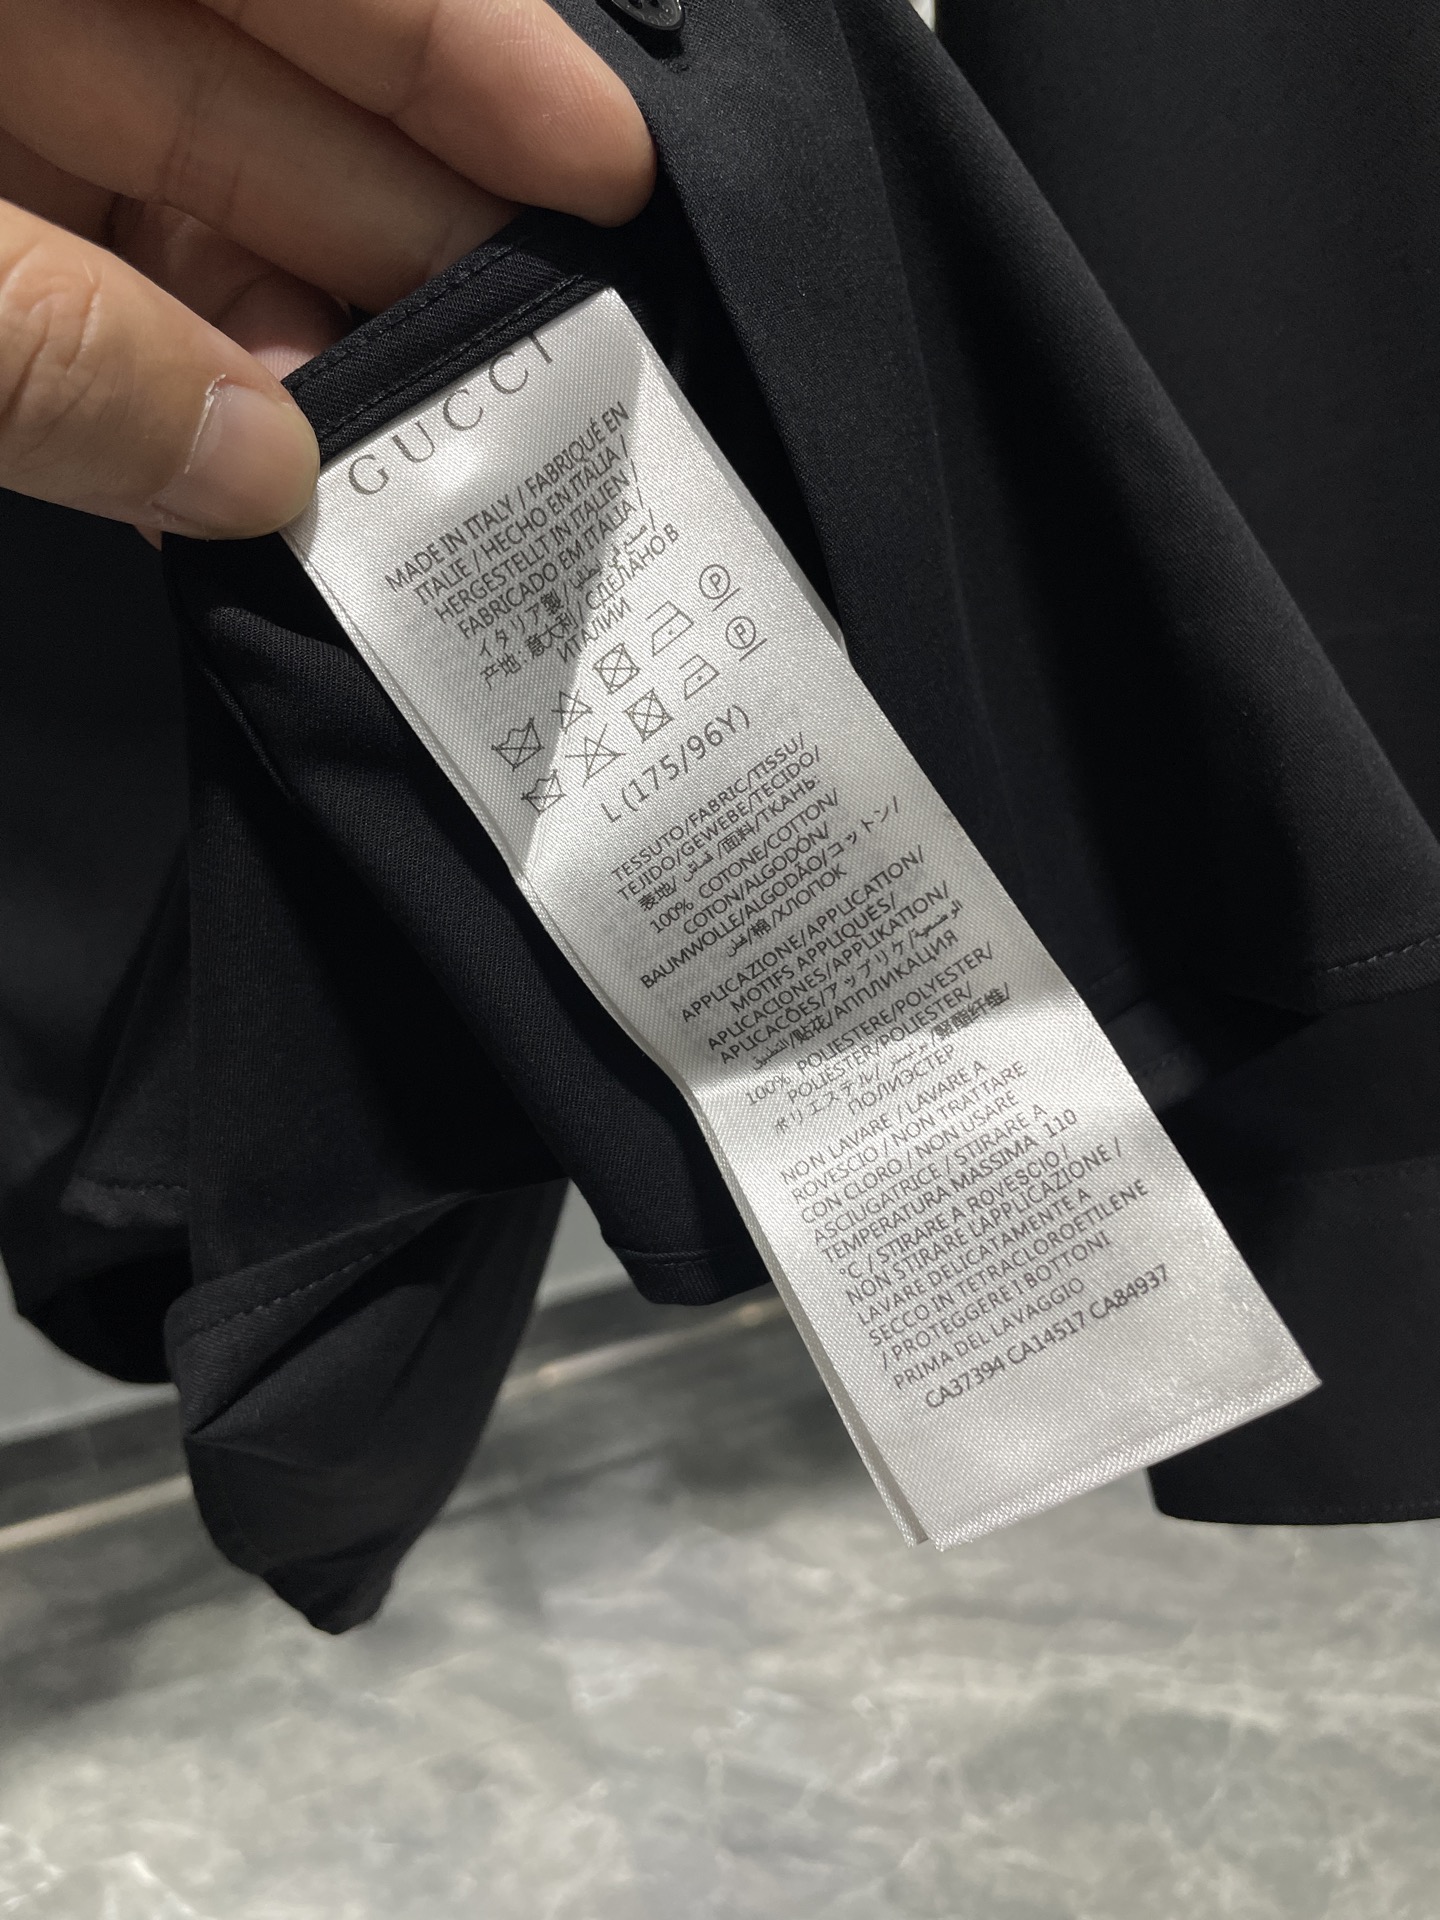 GUCCI
MADE IN ITALY / FABRIQUÉ EN
ITALIE / HECHO EN ITALIA /
HERGESTELLT IN ITALIEN /
FABRICADO EM ITÁLIA /
イタリア製 /
产地:意大利 / СДЕЛАНО В
ИТАЛИИ
P
P
L(175/96Y)
TESSUTO/FABRIC/TISSU/
TEJIDO/GEWEBE/TECIDO/
表地/ قماش /面料/ТКАНЬ:
100% COTONE/COTTON/
COTON/ALGODÓN/
BAUMWOLLE/ALGODÃO/コットン/
قطن/棉/ХЛОПОК
APPLICAZIONE/APPLICATION/
MOTIFS APPLIQUÉS/
APLICACIONES/APPLIKATION/
APLICACÕES/アップリケ/
التطبيق/贴花/АППЛИКАЦИЯ
100% POLIESTERE/POLYESTER/
POLIÉSTER/POLIESTER/
ポリエステル/ بوليستر /聚酯纤维/
ПОЛИЭСТЕР
NON LAVARE / LAVARE A
ROVESCIO / NON TRATTARE
CON CLORO / NON USARE
ASCIUGATRICE / STIRARE A
TEMPERATURA MASSIMA 110
°C / STIRARE A ROVESCIO /
NON STIRARE L'APPLICAZIONE /
LAVARE DELICATAMENTE A
SECCO IN TETRACLOROETILENE
/ PROTEGGERE I BOTTONI
PRIMA DEL LAVAGGIO
CA37394 CA14517 CA84937